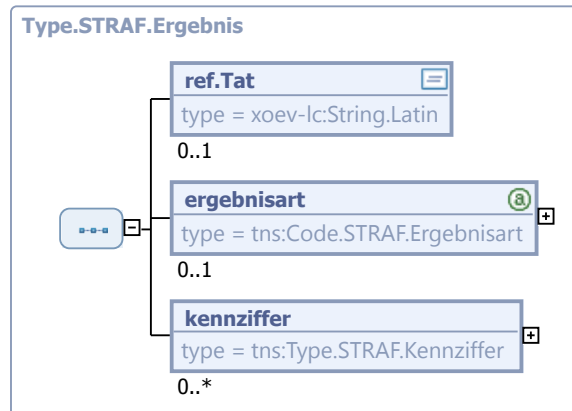 Type.STRAF.Ergebnis
ref.Tat
type = xoev-lc:String.Latin
0..1
ergebnisart
type = tns:Code.STRAF.Ergebnisart
0..1
kennziffer
type = tns:Type.STRAF.Kennziffer
0..*